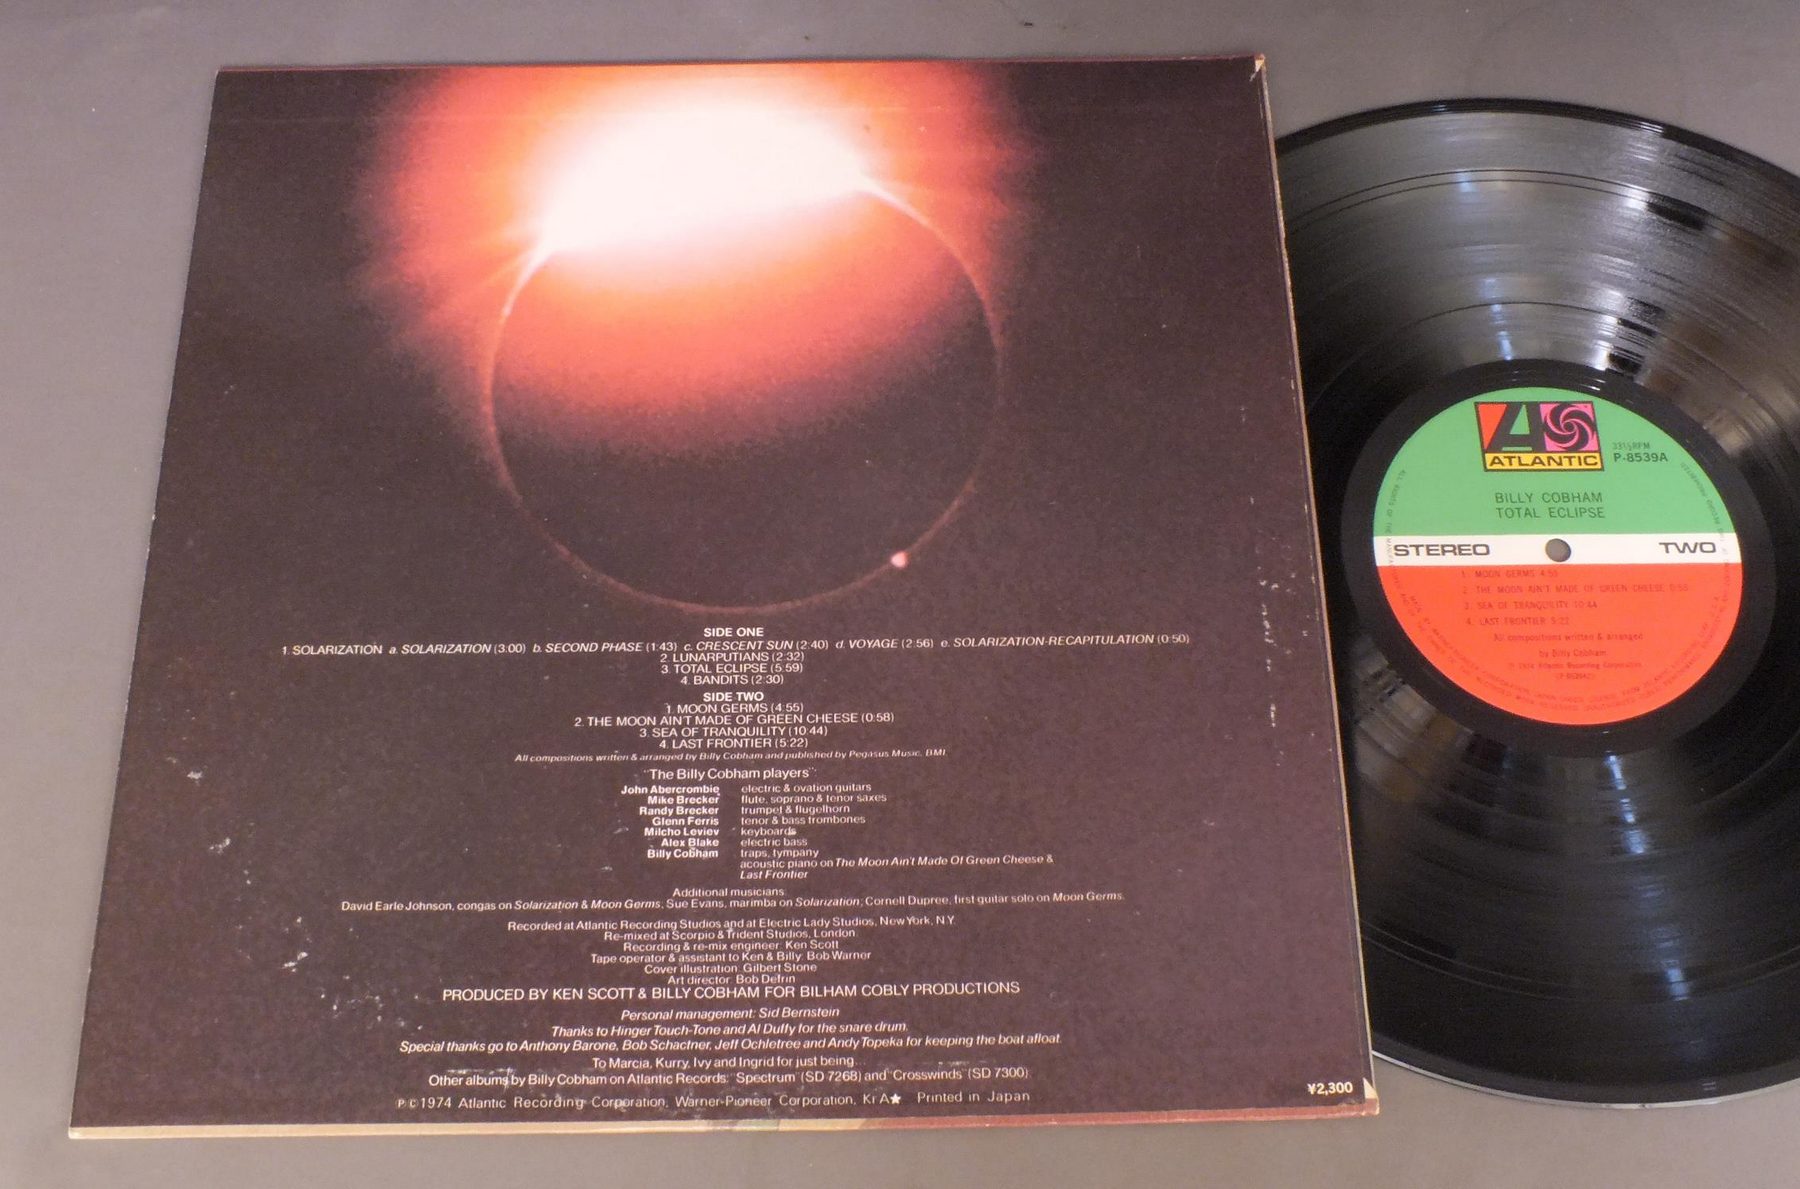 SIDE ONE
1. SOLARIZATION a. SOLARIZATION (3:00) b. SECOND PHASE (1:43) c. CRESCENT SUN (2:40) d. VOYAGE (2:56) e. SOLARIZATION-RECAPITULATION (0:50)
2. LUNARPUTIANS (2:32)
3. TOTAL ECLIPSE (5:59)
4. BANDITS (2:30)
SIDE TWO
1. MOON GERMS (4:55)
2. THE MOON AIN'T MADE OF GREEN CHEESE (0:58)
3. SEA OF TRANQUILITY (10:44)
4. LAST FRONTIER (5:22)
All compositions written & arranged by Billy Cobham and published by Pegasus Music, BMI.
"The Billy Cobham players":
John Abercrombie electric & ovation guitars
Mike Brecker flute, soprano & tenor saxes
Randy Brecker trumpet & flugelhorn
Glenn Ferris tenor & bass trombones
Milcho Leviev keyboards
Alex Blake electric bass
Billy Cobham traps, tympany
acoustic piano on The Moon Ain't Made Of Green Cheese &
Last Frontier
Additional musicians:
David Earle Johnson, congas on Solarization & Moon Germs; Sue Evans, marimba on Solarization; Cornell Dupree, first guitar solo on Moon Germs.
Recorded at Atlantic Recording Studios and at Electric Lady Studios, New York, N.Y.
Re-mixed at Scorpio & Trident Studios, London
Recording & re-mix engineer: Ken Scott
Tape operator & assistant to Ken & Billy: Bob Warner
Cover illustration: Gilbert Stone
Art director: Bob Defrin
PRODUCED BY KEN SCOTT & BILLY COBHAM FOR BILHAM COBLY PRODUCTIONS
Personal management: Sid Bernstein
Thanks to Hinger Touch-Tone and Al Duffy for the snare drum.
Special thanks go to Anthony Barone, Bob Schactner, Jeff Ochletree and Andy Topeka for keeping the boat afloat.
To Marcia, Kurry, Ivy and Ingrid for just being...
Other albums by Billy Cobham on Atlantic Records: "Spectrum" (SD 7268) and "Crosswinds" (SD 7300)
¥2,300
℗©1974 Atlantic Recording Corporation, Warner-Pioneer Corporation, Kr A★ Printed in Japan
A
ATLANTIC
33⅓RPM
P-8539A
BILLY COBHAM
TOTAL ECLIPSE
STEREO TWO
1. MOON GERMS 4:55
2. THE MOON AIN'T MADE OF GREEN CHEESE 0:58
3. SEA OF TRANQUILITY 10:44
4. LAST FRONTIER 5:22
All compositions written & arranged
by Billy Cobham
℗ 1974 Atlantic Recording Corporation